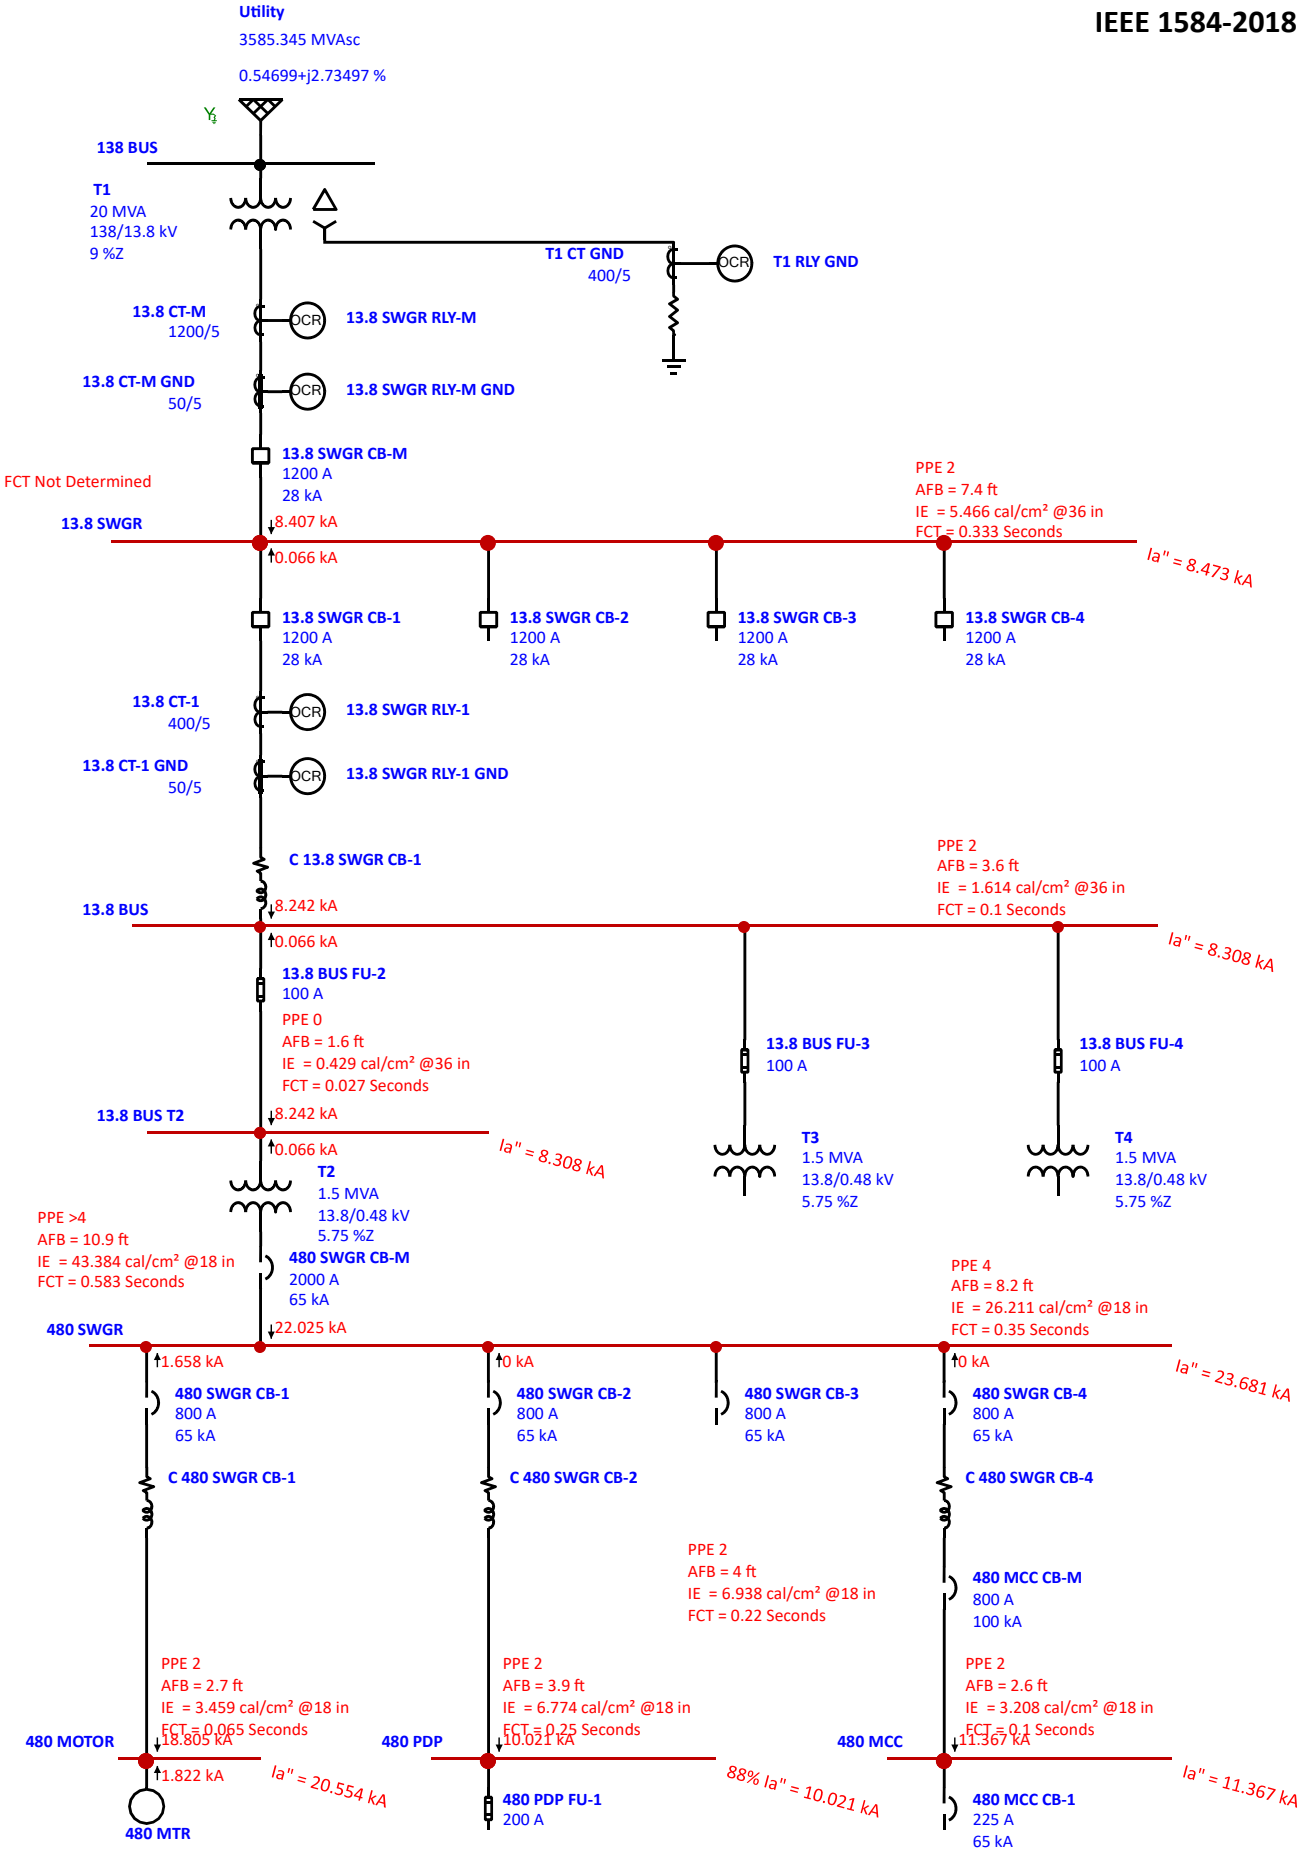 IEEE 1584-2018
Utility
3585.345 MVAsc
0.54699+j2.73497 %
138 BUS
T1
20 MVA
138/13.8 kV
9 %Z
T1 CT GND
400/5
OCR
T1 RLY GND
13.8 CT-M
1200/5
OCR
13.8 SWGR RLY-M
13.8 CT-M GND
50/5
OCR
13.8 SWGR RLY-M GND
13.8 SWGR CB-M
1200 A
28 kA
FCT Not Determined
PPE 2
AFB = 7.4 ft
IE = 5.466 cal/cm² @36 in
FCT = 0.333 Seconds
13.8 SWGR
8.407 kA
0.066 kA
Ia" = 8.473 kA
13.8 SWGR CB-1
1200 A
28 kA
13.8 SWGR CB-2
1200 A
28 kA
13.8 SWGR CB-3
1200 A
28 kA
13.8 SWGR CB-4
1200 A
28 kA
13.8 CT-1
400/5
OCR
13.8 SWGR RLY-1
13.8 CT-1 GND
50/5
OCR
13.8 SWGR RLY-1 GND
C 13.8 SWGR CB-1
PPE 2
AFB = 3.6 ft
IE = 1.614 cal/cm² @36 in
FCT = 0.1 Seconds
13.8 BUS
8.242 kA
0.066 kA
Ia" = 8.308 kA
13.8 BUS FU-2
100 A
PPE 0
AFB = 1.6 ft
IE = 0.429 cal/cm² @36 in
FCT = 0.027 Seconds
13.8 BUS FU-3
100 A
13.8 BUS FU-4
100 A
13.8 BUS T2
8.242 kA
0.066 kA
Ia" = 8.308 kA
T2
1.5 MVA
13.8/0.48 kV
5.75 %Z
T3
1.5 MVA
13.8/0.48 kV
5.75 %Z
T4
1.5 MVA
13.8/0.48 kV
5.75 %Z
PPE >4
AFB = 10.9 ft
IE = 43.384 cal/cm² @18 in
FCT = 0.583 Seconds
480 SWGR CB-M
2000 A
65 kA
PPE 4
AFB = 8.2 ft
IE = 26.211 cal/cm² @18 in
FCT = 0.35 Seconds
480 SWGR
22.025 kA
1.658 kA
0 kA
0 kA
Ia" = 23.681 kA
480 SWGR CB-1
800 A
65 kA
480 SWGR CB-2
800 A
65 kA
480 SWGR CB-3
800 A
65 kA
480 SWGR CB-4
800 A
65 kA
C 480 SWGR CB-1
C 480 SWGR CB-2
C 480 SWGR CB-4
PPE 2
AFB = 4 ft
IE = 6.938 cal/cm² @18 in
FCT = 0.22 Seconds
480 MCC CB-M
800 A
100 kA
PPE 2
AFB = 2.7 ft
IE = 3.459 cal/cm² @18 in
FCT = 0.065 Seconds
PPE 2
AFB = 3.9 ft
IE = 6.774 cal/cm² @18 in
FCT = 0.25 Seconds
PPE 2
AFB = 2.6 ft
IE = 3.208 cal/cm² @18 in
FCT = 0.1 Seconds
480 MOTOR
18.805 kA
1.822 kA
Ia" = 20.554 kA
480 PDP
10.021 kA
88% Ia" = 10.021 kA
480 MCC
11.367 kA
Ia" = 11.367 kA
480 MTR
480 PDP FU-1
200 A
480 MCC CB-1
225 A
65 kA